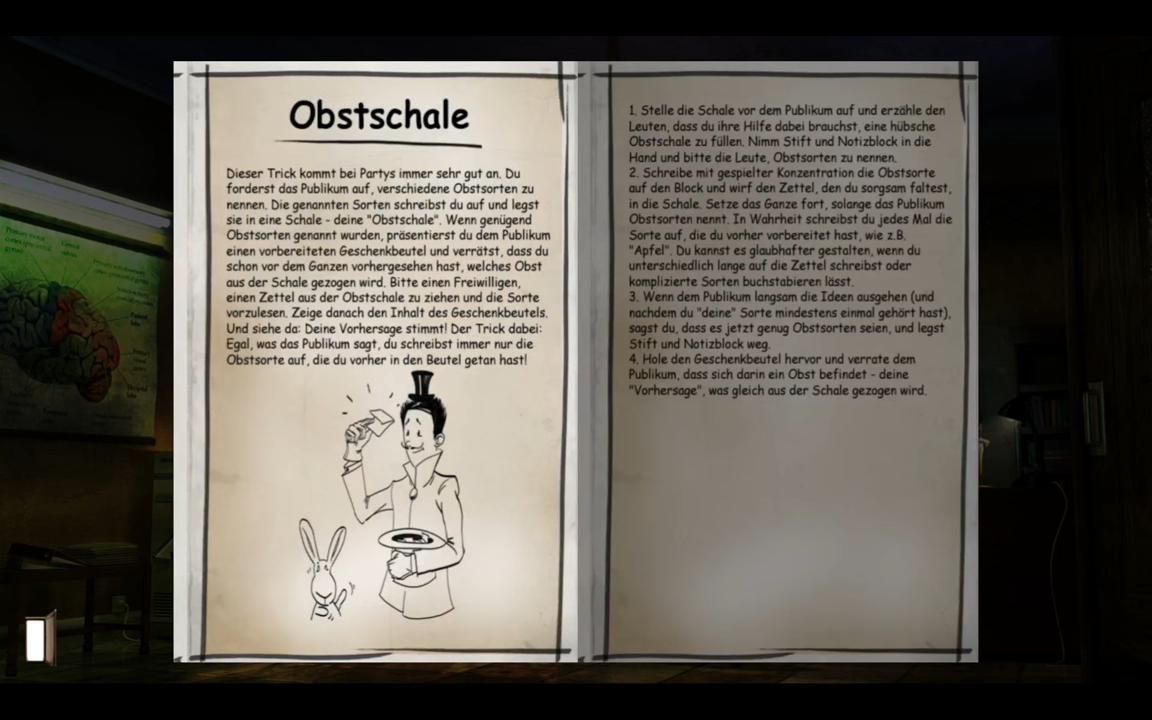 Obstschale
Dieser Trick kommt bei Partys immer sehr gut an. Du
forderst das Publikum auf, verschiedene Obstsorten zu
nennen. Die genannten Sorten schreibst du auf und legst
sie in eine Schale - deine "Obstschale". Wenn genügend
Obstsorten genannt wurden, präsentierst du dem Publikum
einen vorbereiteten Geschenkbeutel und verrätst, dass du
schon vor dem Ganzen vorhergesehen hast, welches Obst
aus der Schale gezogen wird. Bitte einen Freiwilligen,
einen Zettel aus der Obstschale zu ziehen und die Sorte
vorzulesen. Zeige danach den Inhalt des Geschenkbeutels.
Und siehe da: Deine Vorhersage stimmt! Der Trick dabei:
Egal, was das Publikum sagt, du schreibst immer nur die
Obstsorte auf, die du vorher in den Beutel getan hast!
1. Stelle die Schale vor dem Publikum auf und erzähle den
Leuten, dass du ihre Hilfe dabei brauchst, eine hübsche
Obstschale zu füllen. Nimm Stift und Notizblock in die
Hand und bitte die Leute, Obstsorten zu nennen.
2. Schreibe mit gespielter Konzentration die Obstsorte
auf den Block und wirf den Zettel, den du sorgsam faltest,
in die Schale. Setze das Ganze fort, solange das Publikum
Obstsorten nennt. In Wahrheit schreibst du jedes Mal die
Sorte auf, die du vorher vorbereitet hast, wie z.B.
"Apfel". Du kannst es glaubhafter gestalten, wenn du
unterschiedlich lange auf die Zettel schreibst oder
komplizierte Sorten buchstabieren lässt.
3. Wenn dem Publikum langsam die Ideen ausgehen (und
nachdem du "deine" Sorte mindestens einmal gehört hast),
sagst du, dass es jetzt genug Obstsorten seien, und legst
Stift und Notizblock weg.
4. Hole den Geschenkbeutel hervor und verrate dem
Publikum, dass sich darin ein Obst befindet - deine
"Vorhersage", was gleich aus der Schale gezogen wird.